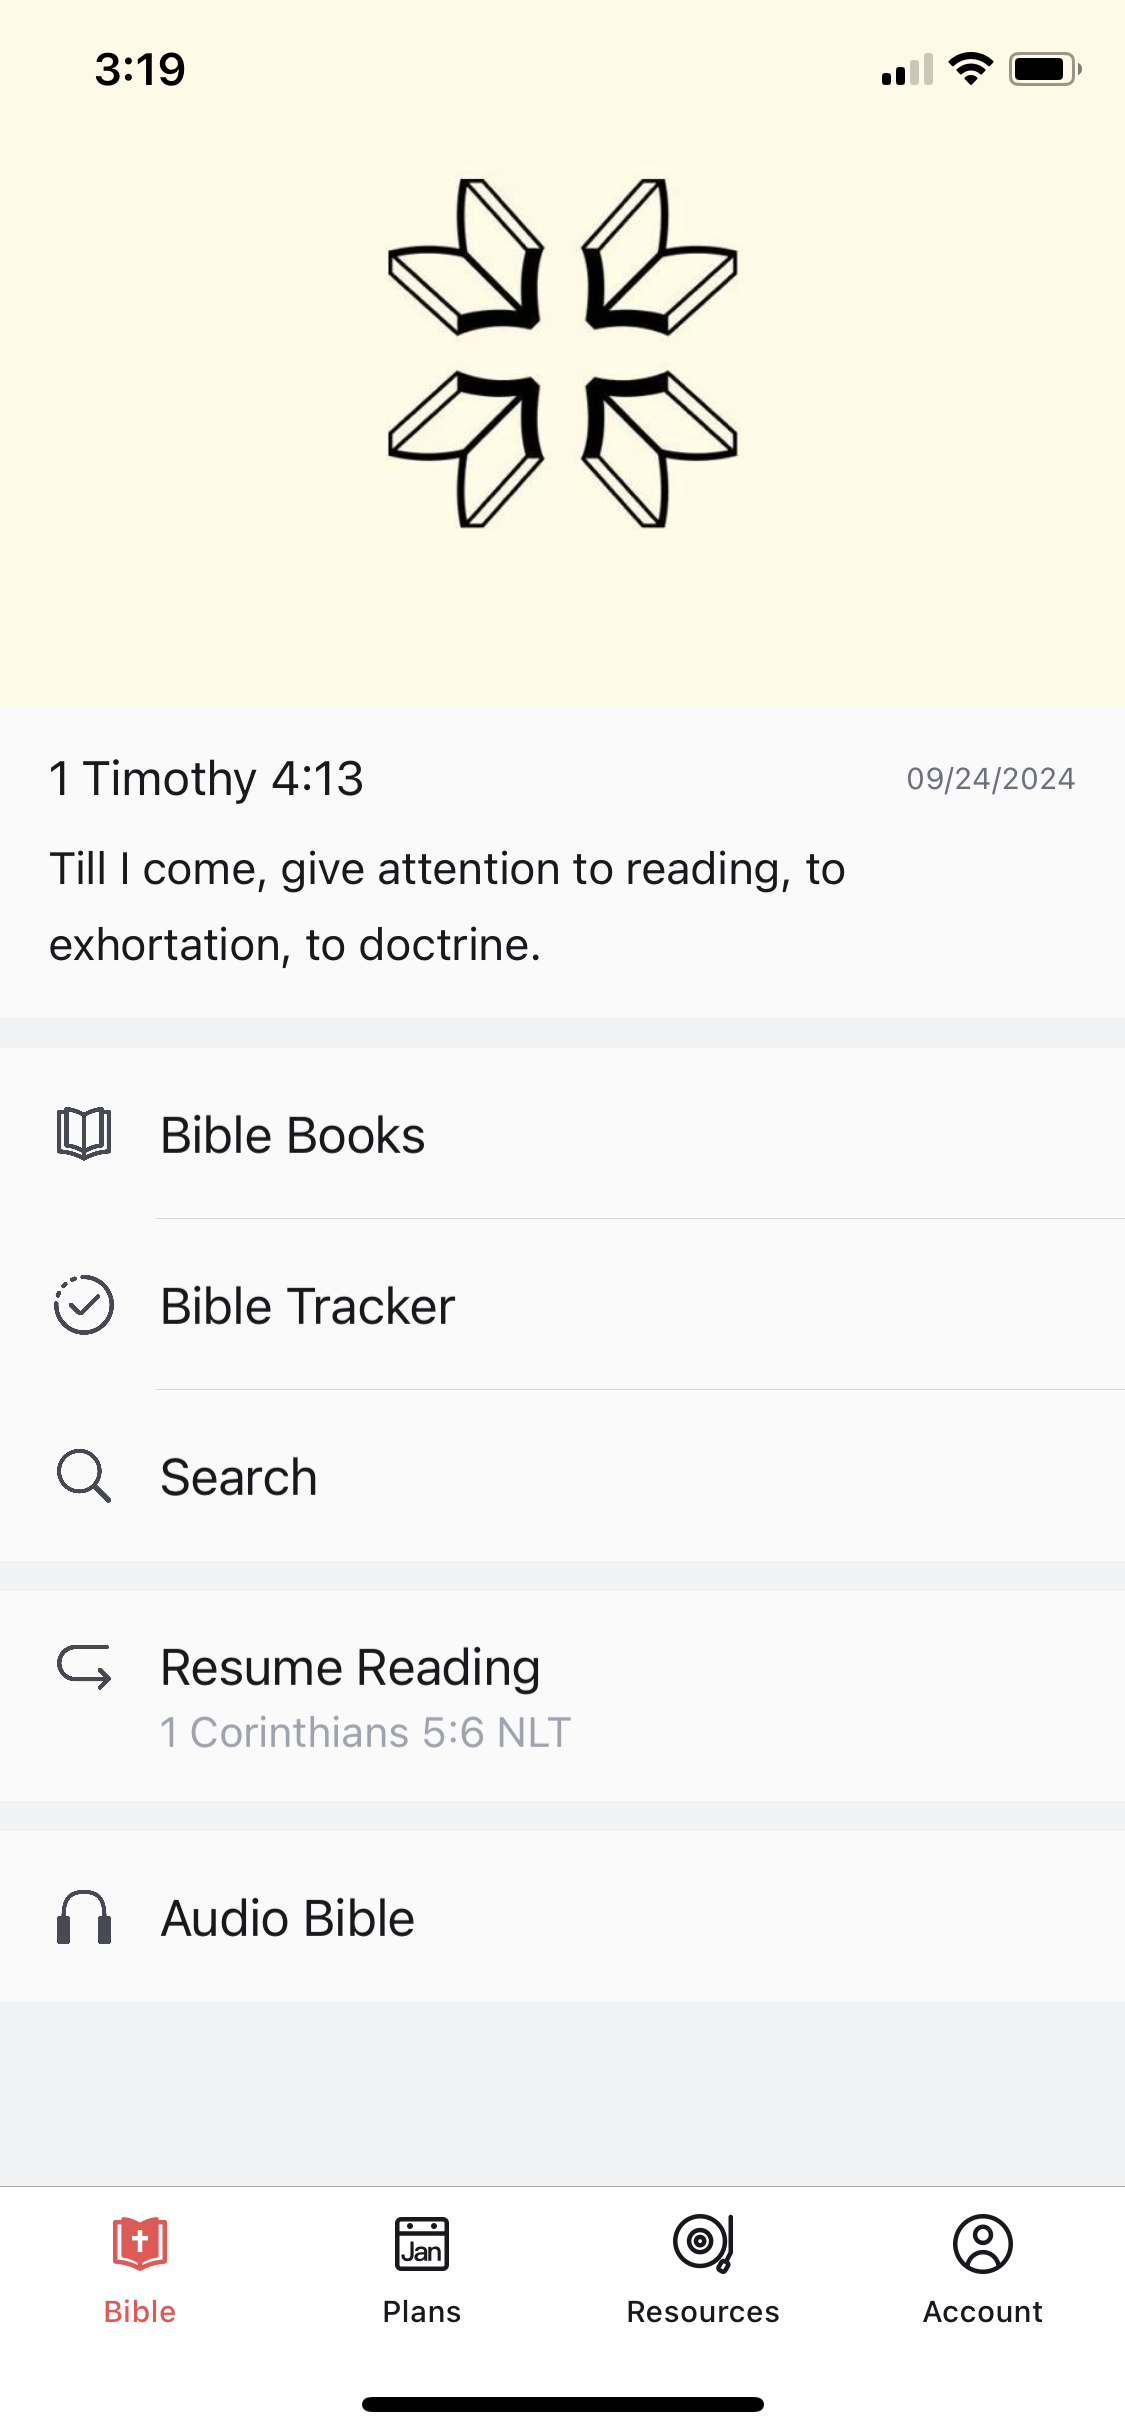 3:19
1 Timothy 4:13
09/24/2024
Till I come, give attention to reading, to
exhortation, to doctrine.
Bible Books
Bible Tracker
Search
Resume Reading
1 Corinthians 5:6 NLT
Audio Bible
Jan
Bible
Plans
Resources
Account